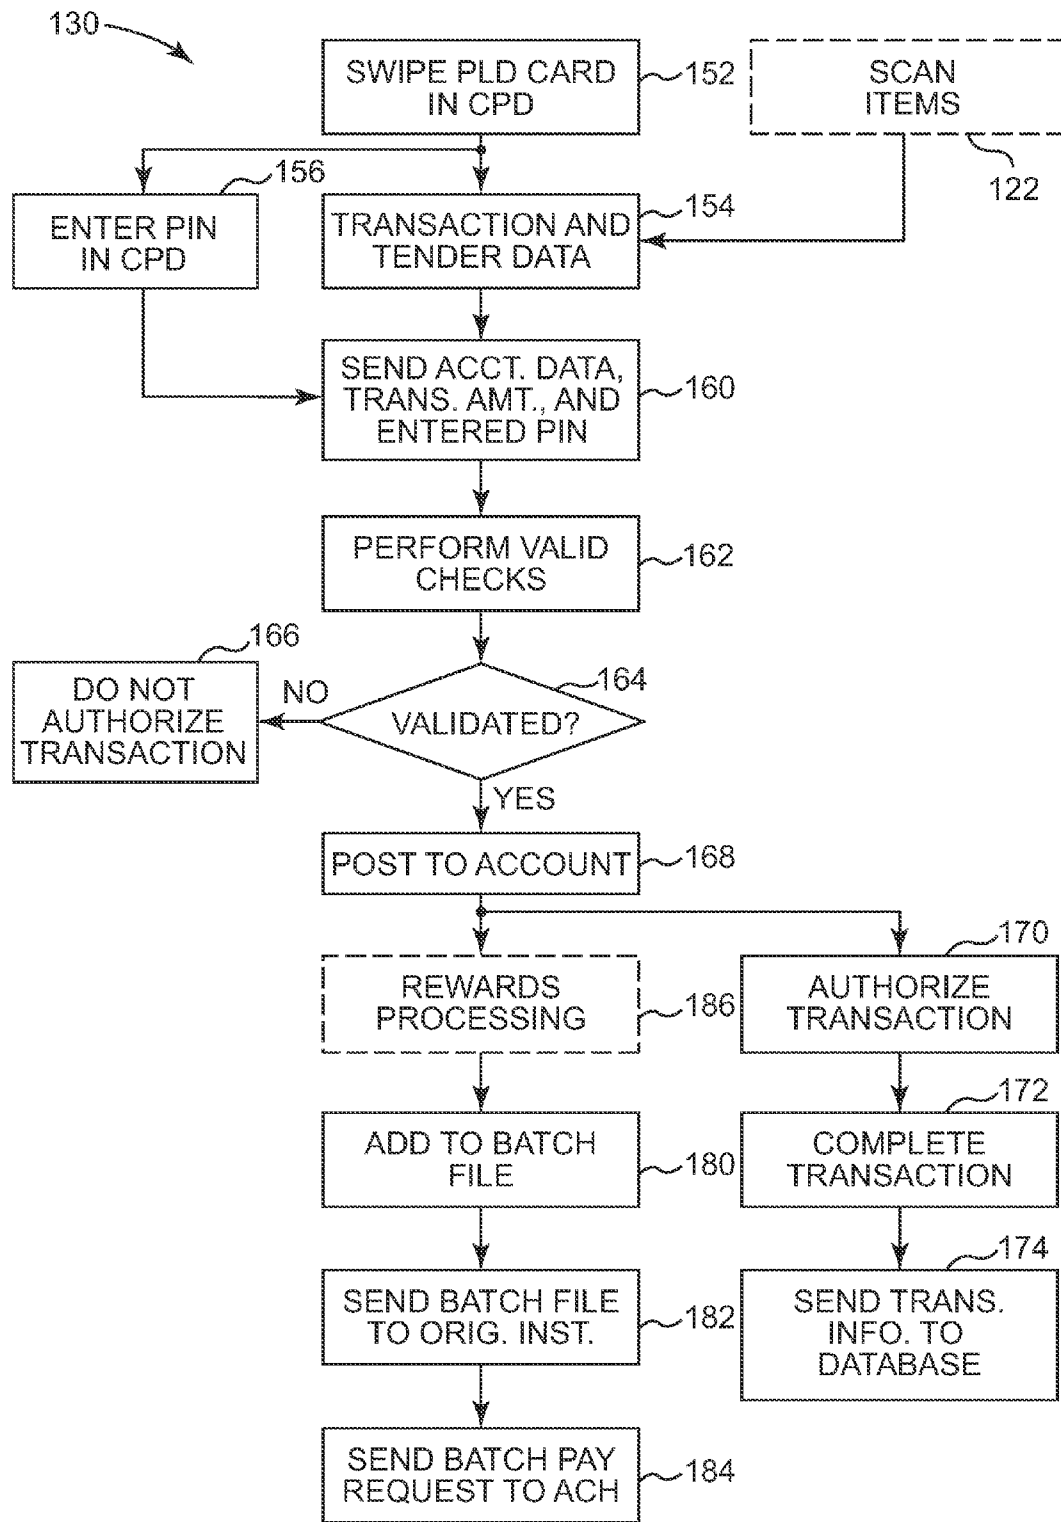 130
SWIPE PLD CARD
IN CPD
152
SCAN
ITEMS
122
156
ENTER PIN
IN CPD
TRANSACTION AND
TENDER DATA
154
SEND ACCT. DATA,
TRANS. AMT., AND
ENTERED PIN
160
PERFORM VALID
CHECKS
162
166
DO NOT
AUTHORIZE
TRANSACTION
NO
VALIDATED?
164
YES
POST TO ACCOUNT
168
REWARDS
PROCESSING
186
170
AUTHORIZE
TRANSACTION
ADD TO BATCH
FILE
180
172
COMPLETE
TRANSACTION
SEND BATCH FILE
TO ORIG. INST.
182
174
SEND TRANS.
INFO. TO
DATABASE
SEND BATCH PAY
REQUEST TO ACH
184